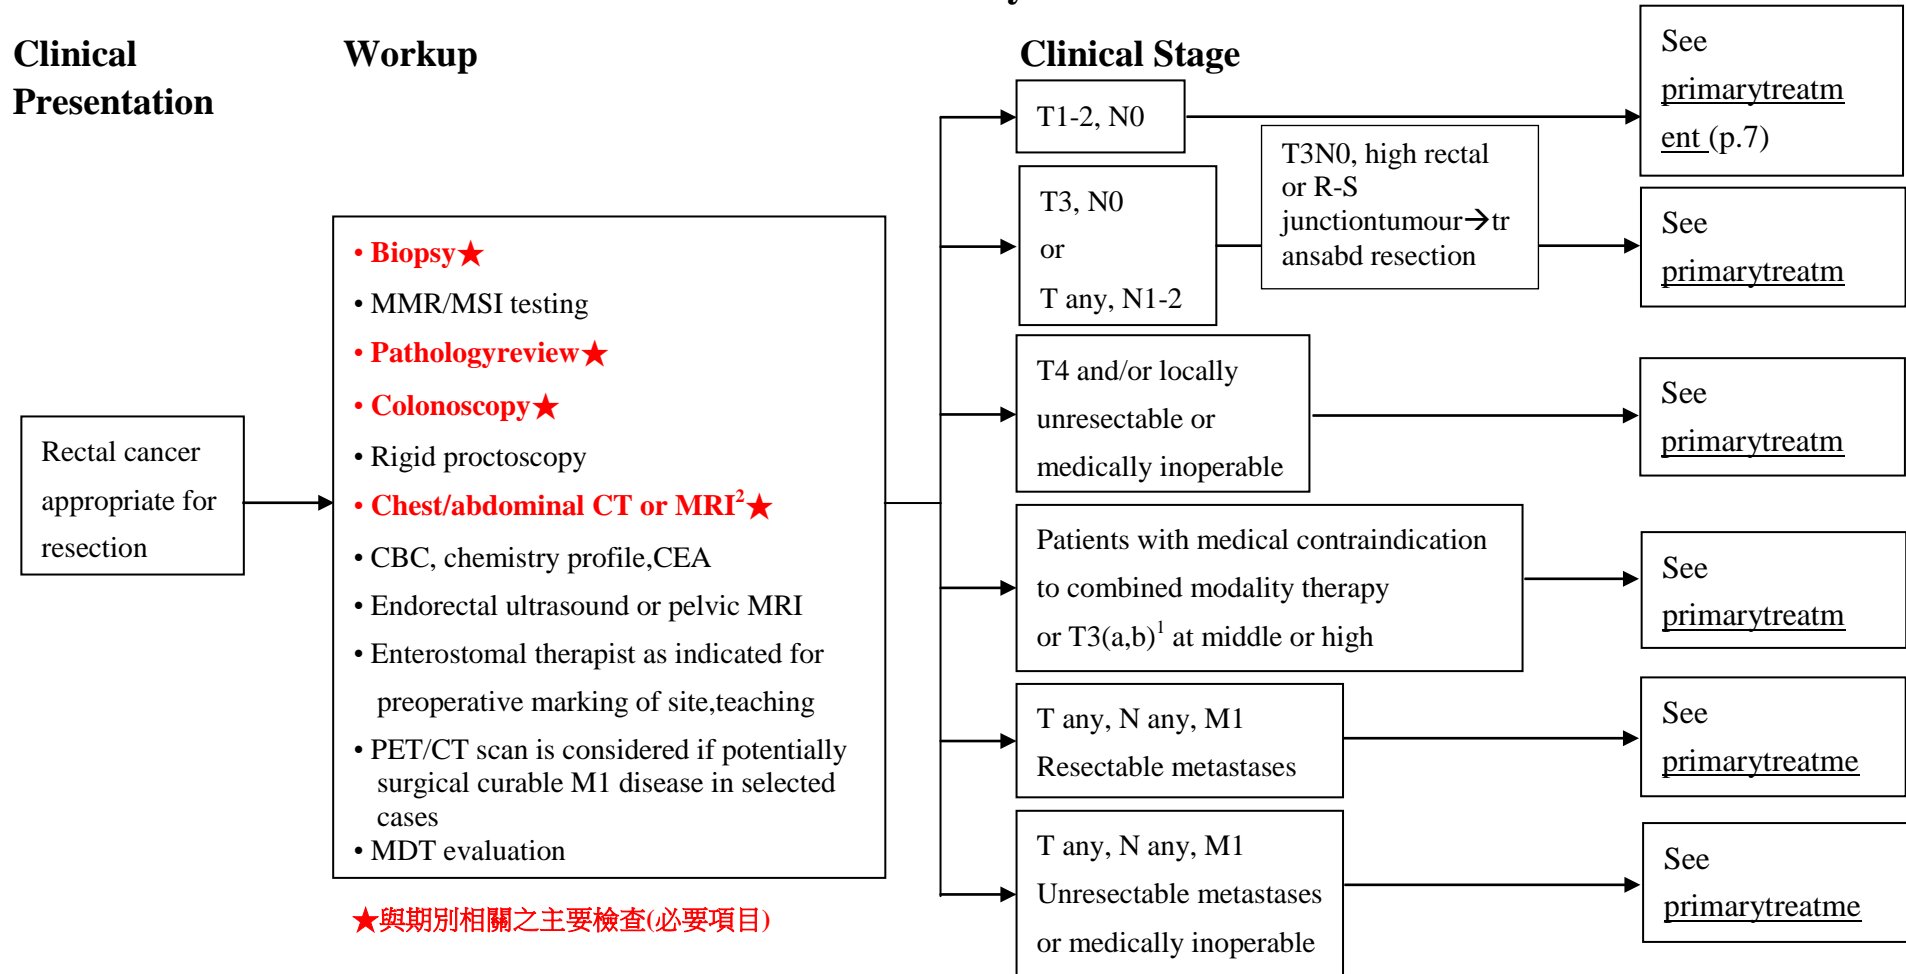 Clinical
Presentation
Workup
Clinical Stage
Rectal cancer
appropriate for
resection
• Biopsy★
• MMR/MSI testing
• Pathologyreview★
• Colonoscopy★
• Rigid proctoscopy
• Chest/abdominal CT or MRI²★
• CBC, chemistry profile,CEA
• Endorectal ultrasound or pelvic MRI
• Enterostomal therapist as indicated for
preoperative marking of site,teaching
• PET/CT scan is considered if potentially
surgical curable M1 disease in selected
cases
• MDT evaluation
★與期別相關之主要檢查(必要項目)
T1-2, N0
See
primarytreatm
ent (p.7)
T3, N0
or
T any, N1-2
T3N0, high rectal
or R-S
junctiontumour→tr
ansabd resection
See
primarytreatm
T4 and/or locally
unresectable or
medically inoperable
See
primarytreatm
Patients with medical contraindication
to combined modality therapy
or T3(a,b)¹ at middle or high
See
primarytreatm
T any, N any, M1
Resectable metastases
See
primarytreatme
T any, N any, M1
Unresectable metastases
or medically inoperable
See
primarytreatme